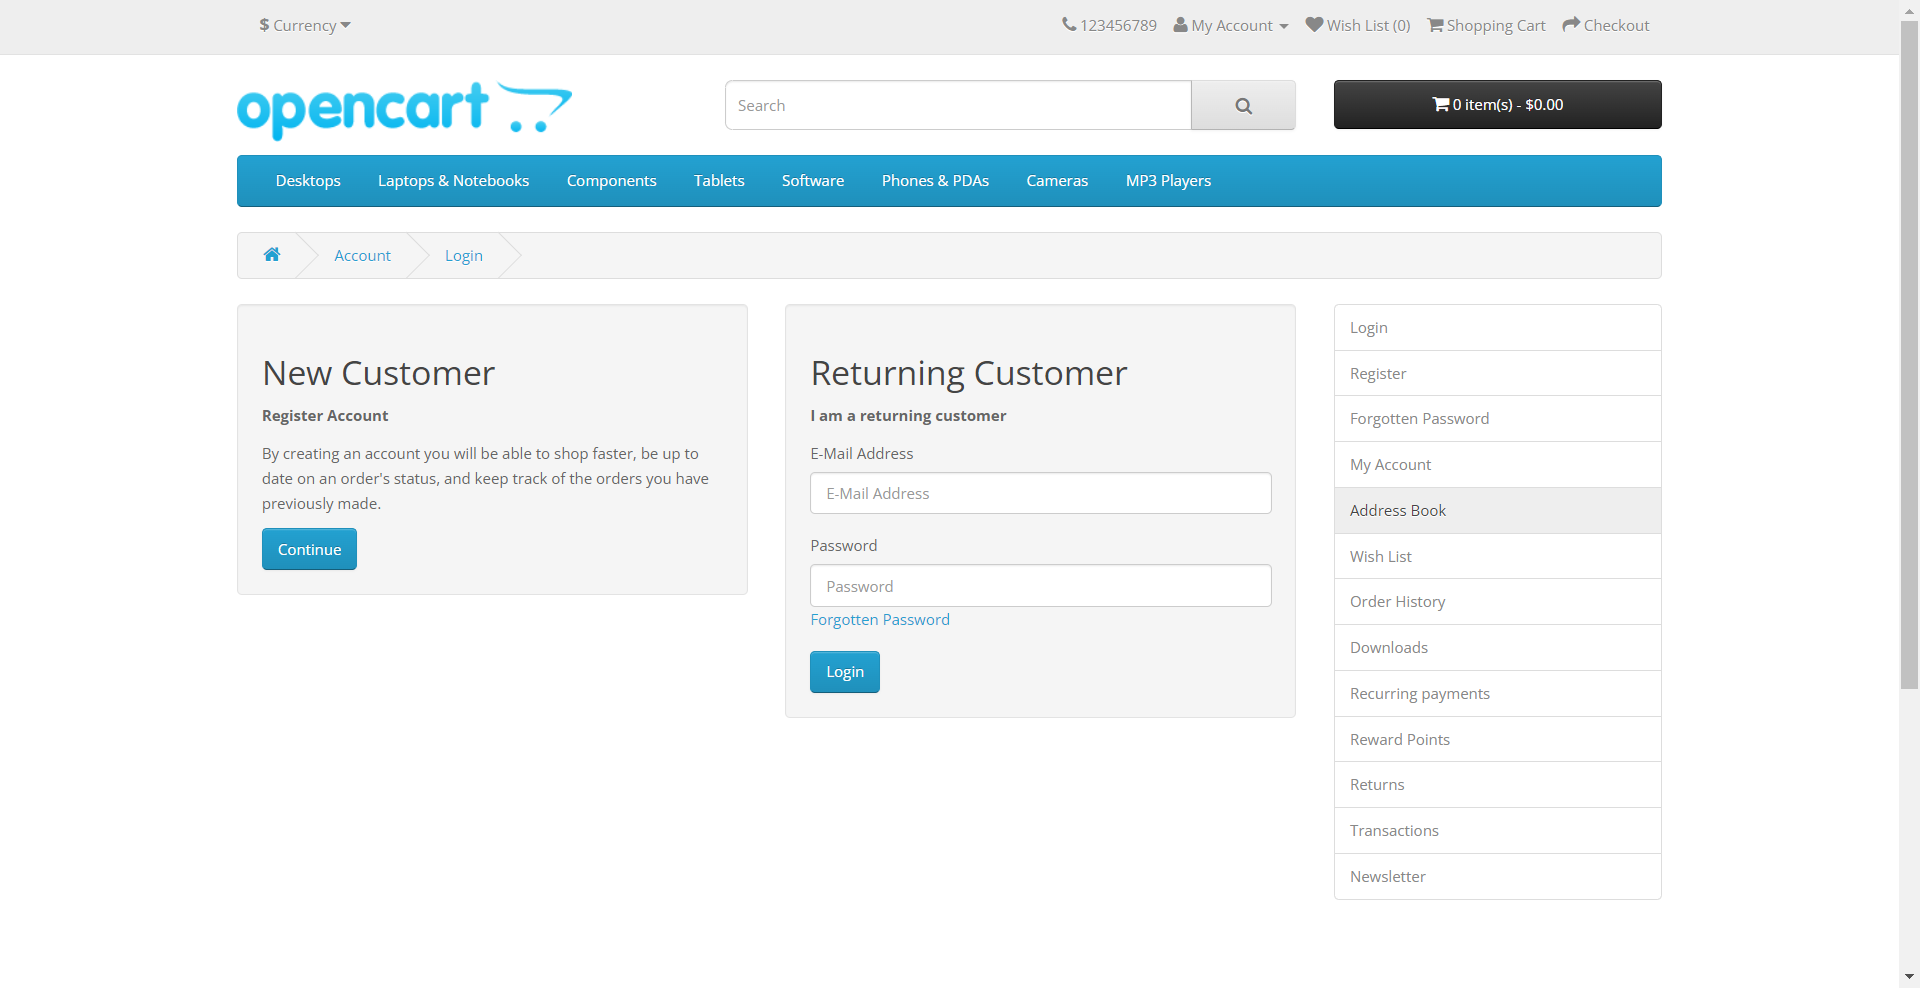 $ Currency
123456789 My Account Wish List (0) Shopping Cart Checkout
opencart
Search
0 item(s) - $0.00
Desktops Laptops & Notebooks Components Tablets Software Phones & PDAs Cameras MP3 Players
Account Login
New Customer
Register Account
By creating an account you will be able to shop faster, be up to
date on an order's status, and keep track of the orders you have
previously made.
Continue
Returning Customer
I am a returning customer
E-Mail Address
E-Mail Address
Password
Password
Forgotten Password
Login
Login
Register
Forgotten Password
My Account
Address Book
Wish List
Order History
Downloads
Recurring payments
Reward Points
Returns
Transactions
Newsletter